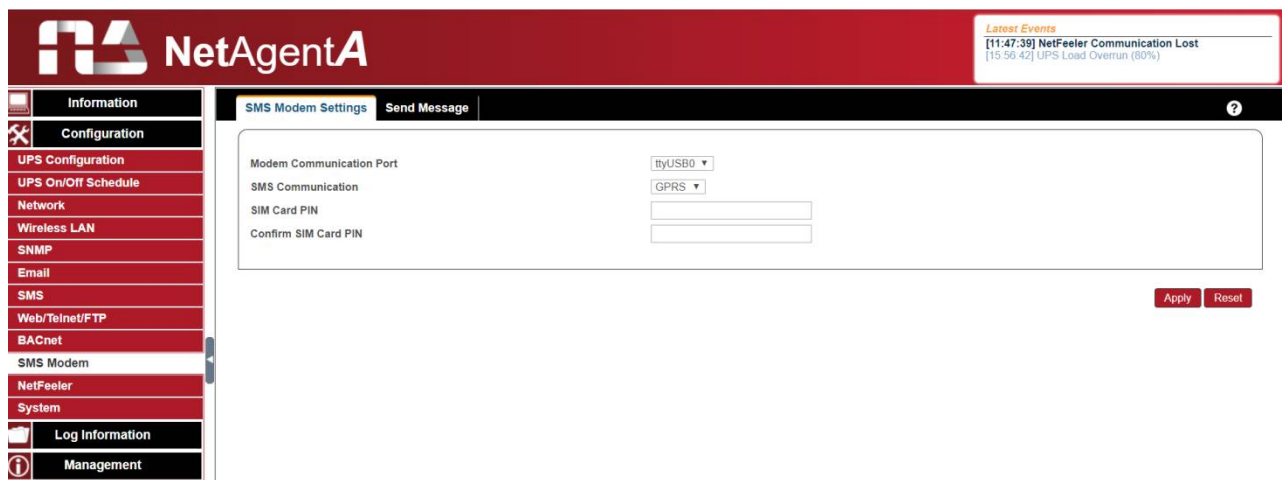 NetAgentA
Latest Events
[11:47:39] NetFeeler Communication Lost
[15:56:42] UPS Load Overrun (80%)
Information
Configuration
UPS Configuration
UPS On/Off Schedule
Network
Wireless LAN
SNMP
Email
SMS
Web/Telnet/FTP
BACnet
SMS Modem
NetFeeler
System
Log Information
Management
SMS Modem Settings Send Message ?
Modem Communication Port ttyUSB0 ▼
SMS Communication GPRS ▼
SIM Card PIN
Confirm SIM Card PIN
Apply Reset